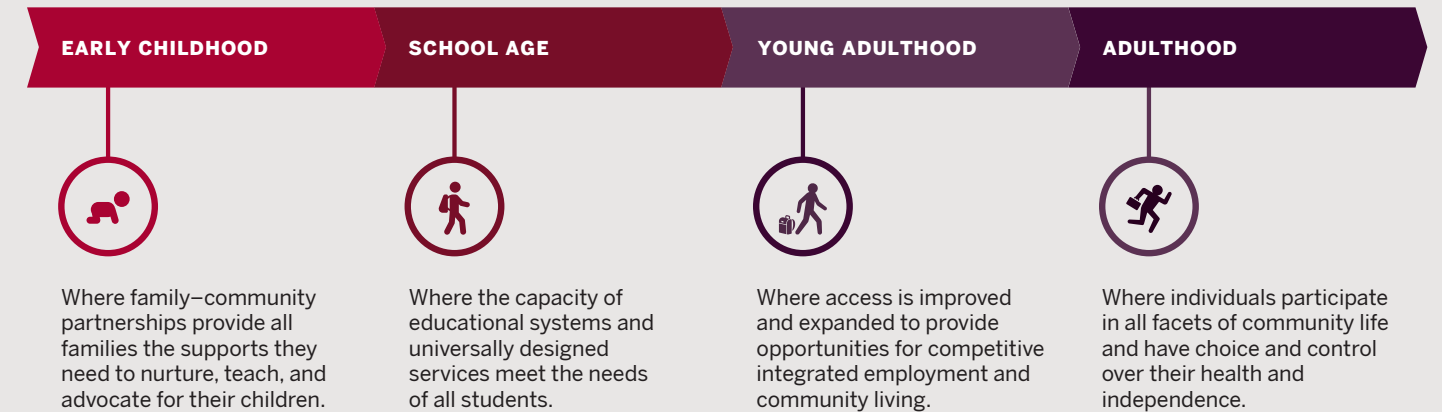 EARLY CHILDHOOD
SCHOOL AGE
YOUNG ADULTHOOD
ADULTHOOD
Where family–community
partnerships provide all
families the supports they
need to nurture, teach, and
advocate for their children.
Where the capacity of
educational systems and
universally designed
services meet the needs
of all students.
Where access is improved
and expanded to provide
opportunities for competitive
integrated employment and
community living.
Where individuals participate
in all facets of community life
and have choice and control
over their health and
independence.